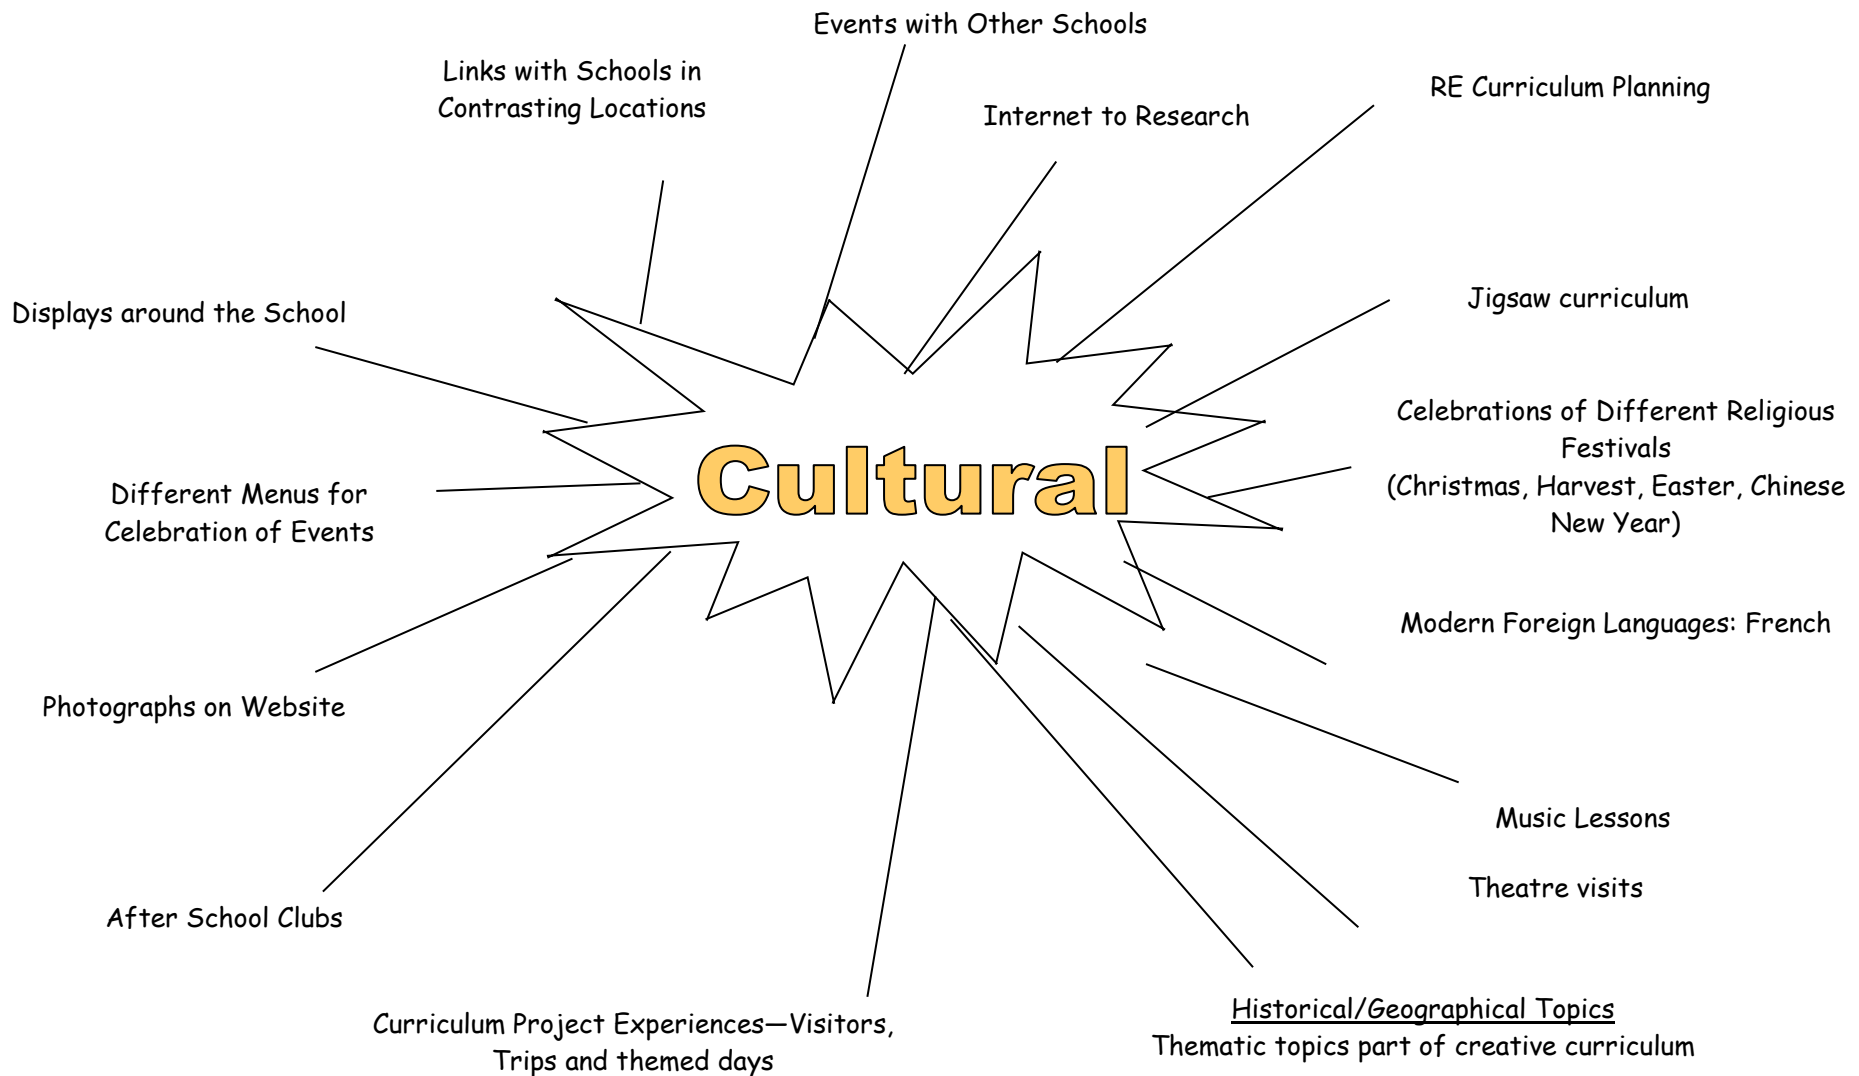 Events with Other Schools
Links with Schools in
Contrasting Locations
RE Curriculum Planning
Internet to Research
Jigsaw curriculum
Displays around the School
Celebrations of Different Religious
Festivals
(Christmas, Harvest, Easter, Chinese
New Year)
Cultural
Different Menus for
Celebration of Events
Modern Foreign Languages: French
Photographs on Website
Music Lessons
Theatre visits
After School Clubs
Historical/Geographical Topics
Thematic topics part of creative curriculum
Curriculum Project Experiences—Visitors,
Trips and themed days